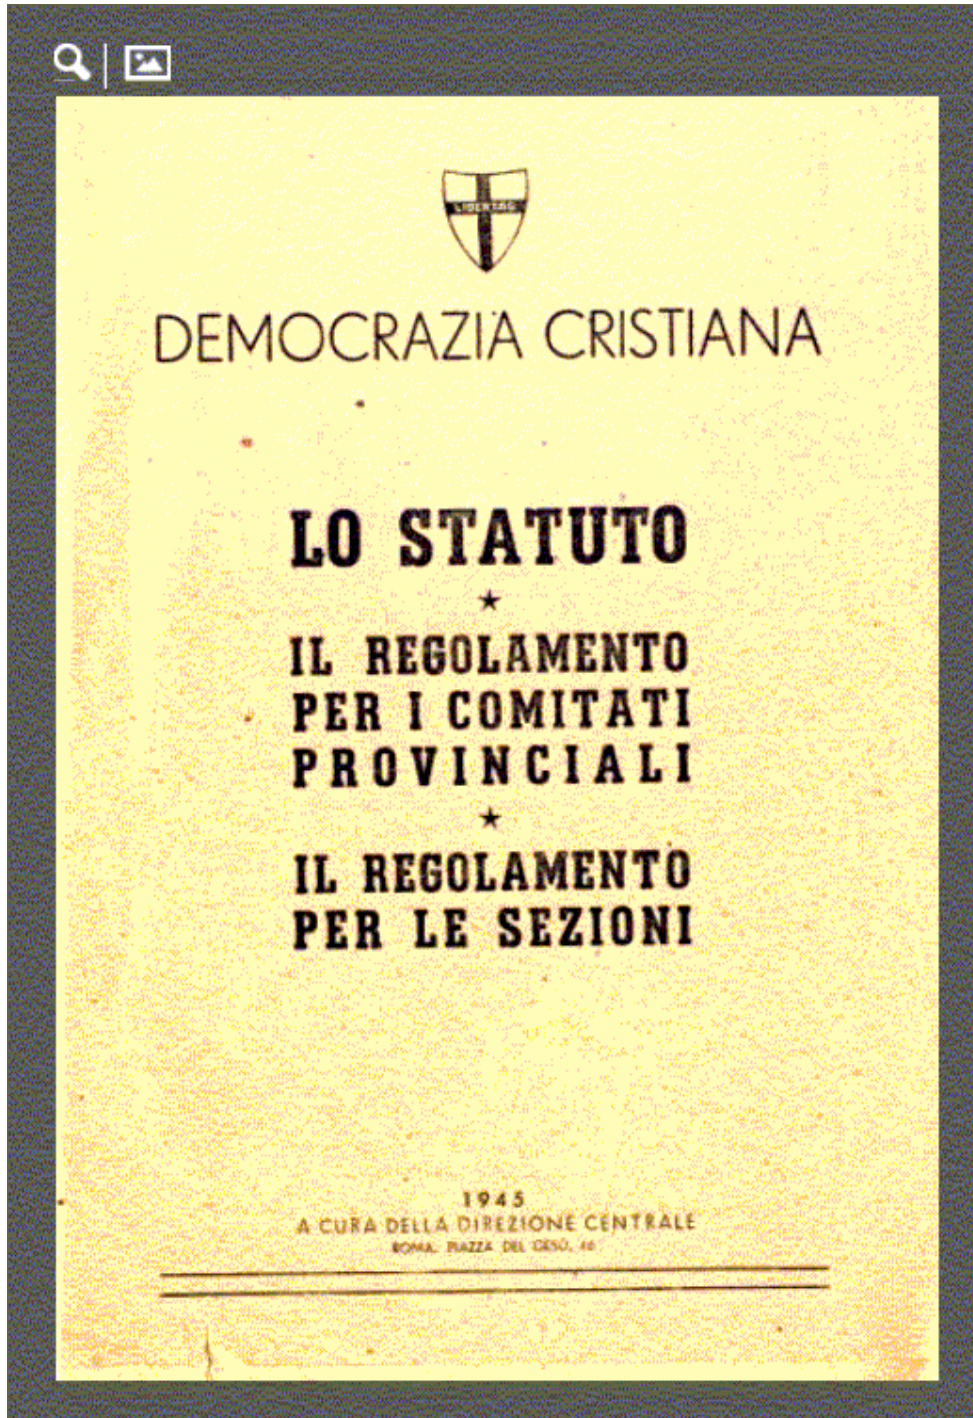 LIBERTAS
DEMOCRAZIA CRISTIANA
LO STATUTO
★
IL REGOLAMENTO
PER I COMITATI
PROVINCIALI
★
IL REGOLAMENTO
PER LE SEZIONI
1945
A CURA DELLA DIREZIONE CENTRALE
ROMA, PIAZZA DEL GESÙ, 46